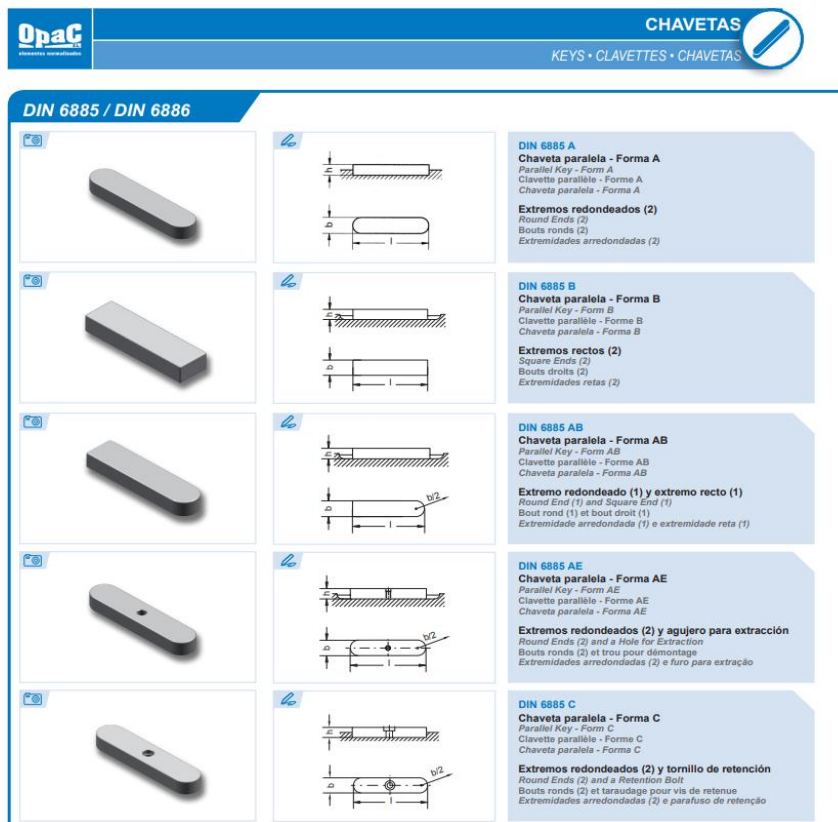 OpaC S.L.
elementos normalizados
CHAVETAS
KEYS • CLAVETTES • CHAVETAS
DIN 6885 / DIN 6886
h
b
l
DIN 6885 A
Chaveta paralela - Forma A
Parallel Key - Form A
Clavette parallèle - Forme A
Chaveta paralela - Forma A
Extremos redondeados (2)
Round Ends (2)
Bouts ronds (2)
Extremidades arredondadas (2)
h
b
l
DIN 6885 B
Chaveta paralela - Forma B
Parallel Key - Form B
Clavette parallèle - Forme B
Chaveta paralela - Forma B
Extremos rectos (2)
Square Ends (2)
Bouts droits (2)
Extremidades retas (2)
h
b
b/2
l
DIN 6885 AB
Chaveta paralela - Forma AB
Parallel Key - Form AB
Clavette parallèle - Forme AB
Chaveta paralela - Forma AB
Extremo redondeado (1) y extremo recto (1)
Round End (1) and Square End (1)
Bout rond (1) et bout droit (1)
Extremidade arredondada (1) e extremidade reta (1)
h
b
b/2
l
DIN 6885 AE
Chaveta paralela - Forma AE
Parallel Key - Form AE
Clavette parallèle - Forme AE
Chaveta paralela - Forma AE
Extremos redondeados (2) y agujero para extracción
Round Ends (2) and a Hole for Extraction
Bouts ronds (2) et trou pour démontage
Extremidades arredondadas (2) e furo para extração
h
b
b/2
l
DIN 6885 C
Chaveta paralela - Forma C
Parallel Key - Form C
Clavette parallèle - Forme C
Chaveta paralela - Forma C
Extremos redondeados (2) y tornillo de retención
Round Ends (2) and a Retention Bolt
Bouts ronds (2) et taraudage pour vis de retenue
Extremidades arredondadas (2) e parafuso de retenção